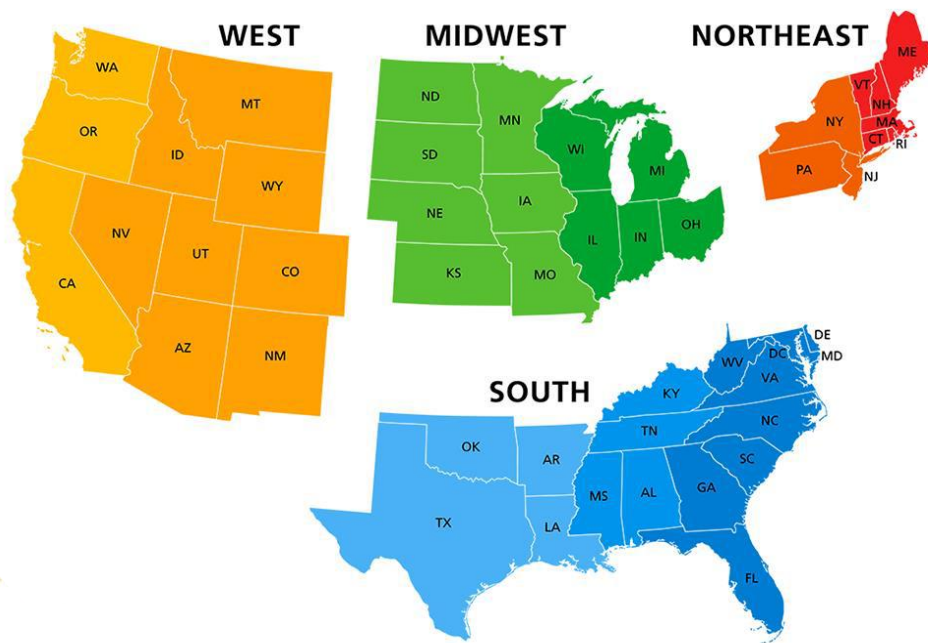 WEST
MIDWEST
NORTHEAST
WA
MT
OR
ID
WY
NV
UT
CO
CA
AZ
NM
ND
MN
SD
WI
MI
NE
IA
IL
IN
OH
KS
MO
ME
VT
NH
NY
MA
CT
RI
PA
NJ
SOUTH
DE
WV
DC
MD
VA
KY
NC
TN
OK
AR
SC
MS
AL
GA
TX
LA
FL